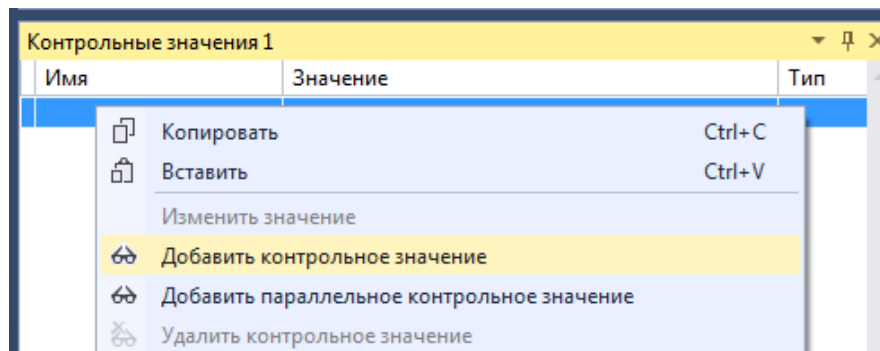 Контрольные значения 1
Имя Значение Тип
Копировать Ctrl+C
Вставить Ctrl+V
Изменить значение
Добавить контрольное значение
Добавить параллельное контрольное значение
Удалить контрольное значение